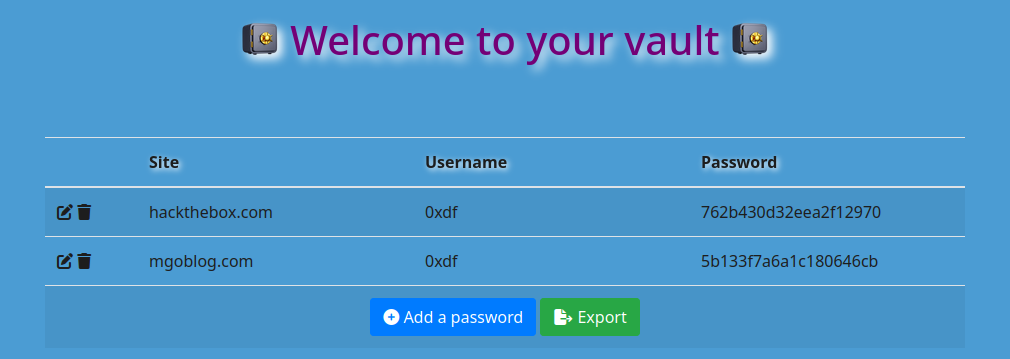 Welcome to your vault
Site Username Password
hackthebox.com 0xdf 762b430d32eea2f12970
mgoblog.com 0xdf 5b133f7a6a1c180646cb
Add a password Export